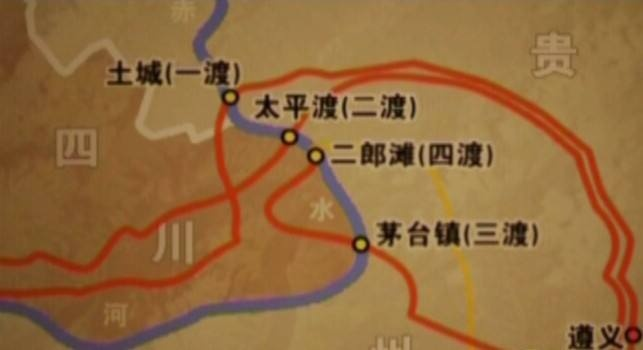 赤
贵
土城(一渡)
太平渡(二渡)
四
二郎滩(四渡)
水
川
茅台镇(三渡)
河
州
遵义